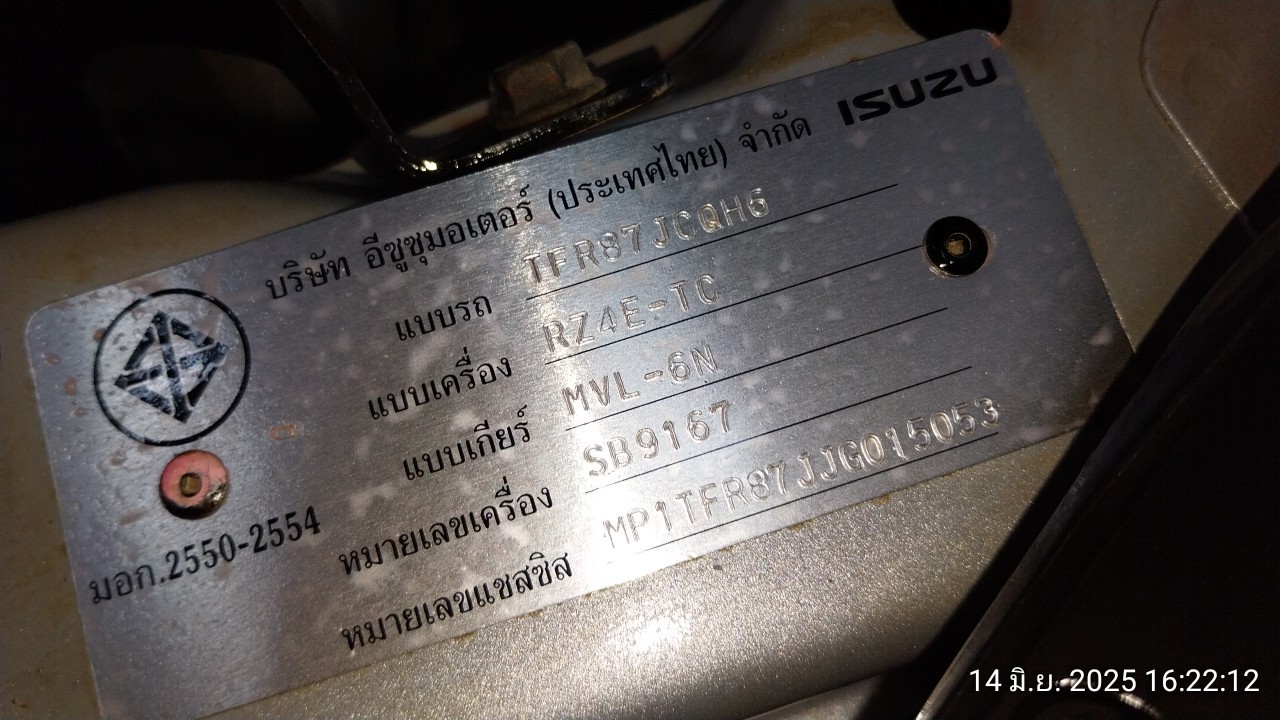 ISUZU
บริษัท อีซูซุมอเตอร์ (ประเทศไทย) จำกัด
แบบรถ TFR87JCQH6
แบบเครื่อง RZ4E-TC
แบบเกียร์ MVL-6N
หมายเลขเครื่อง SB9167
หมายเลขแชสซิส MP1TFR87JJG015053
มอก.2550-2554
14 มิ.ย. 2025 16:22:12